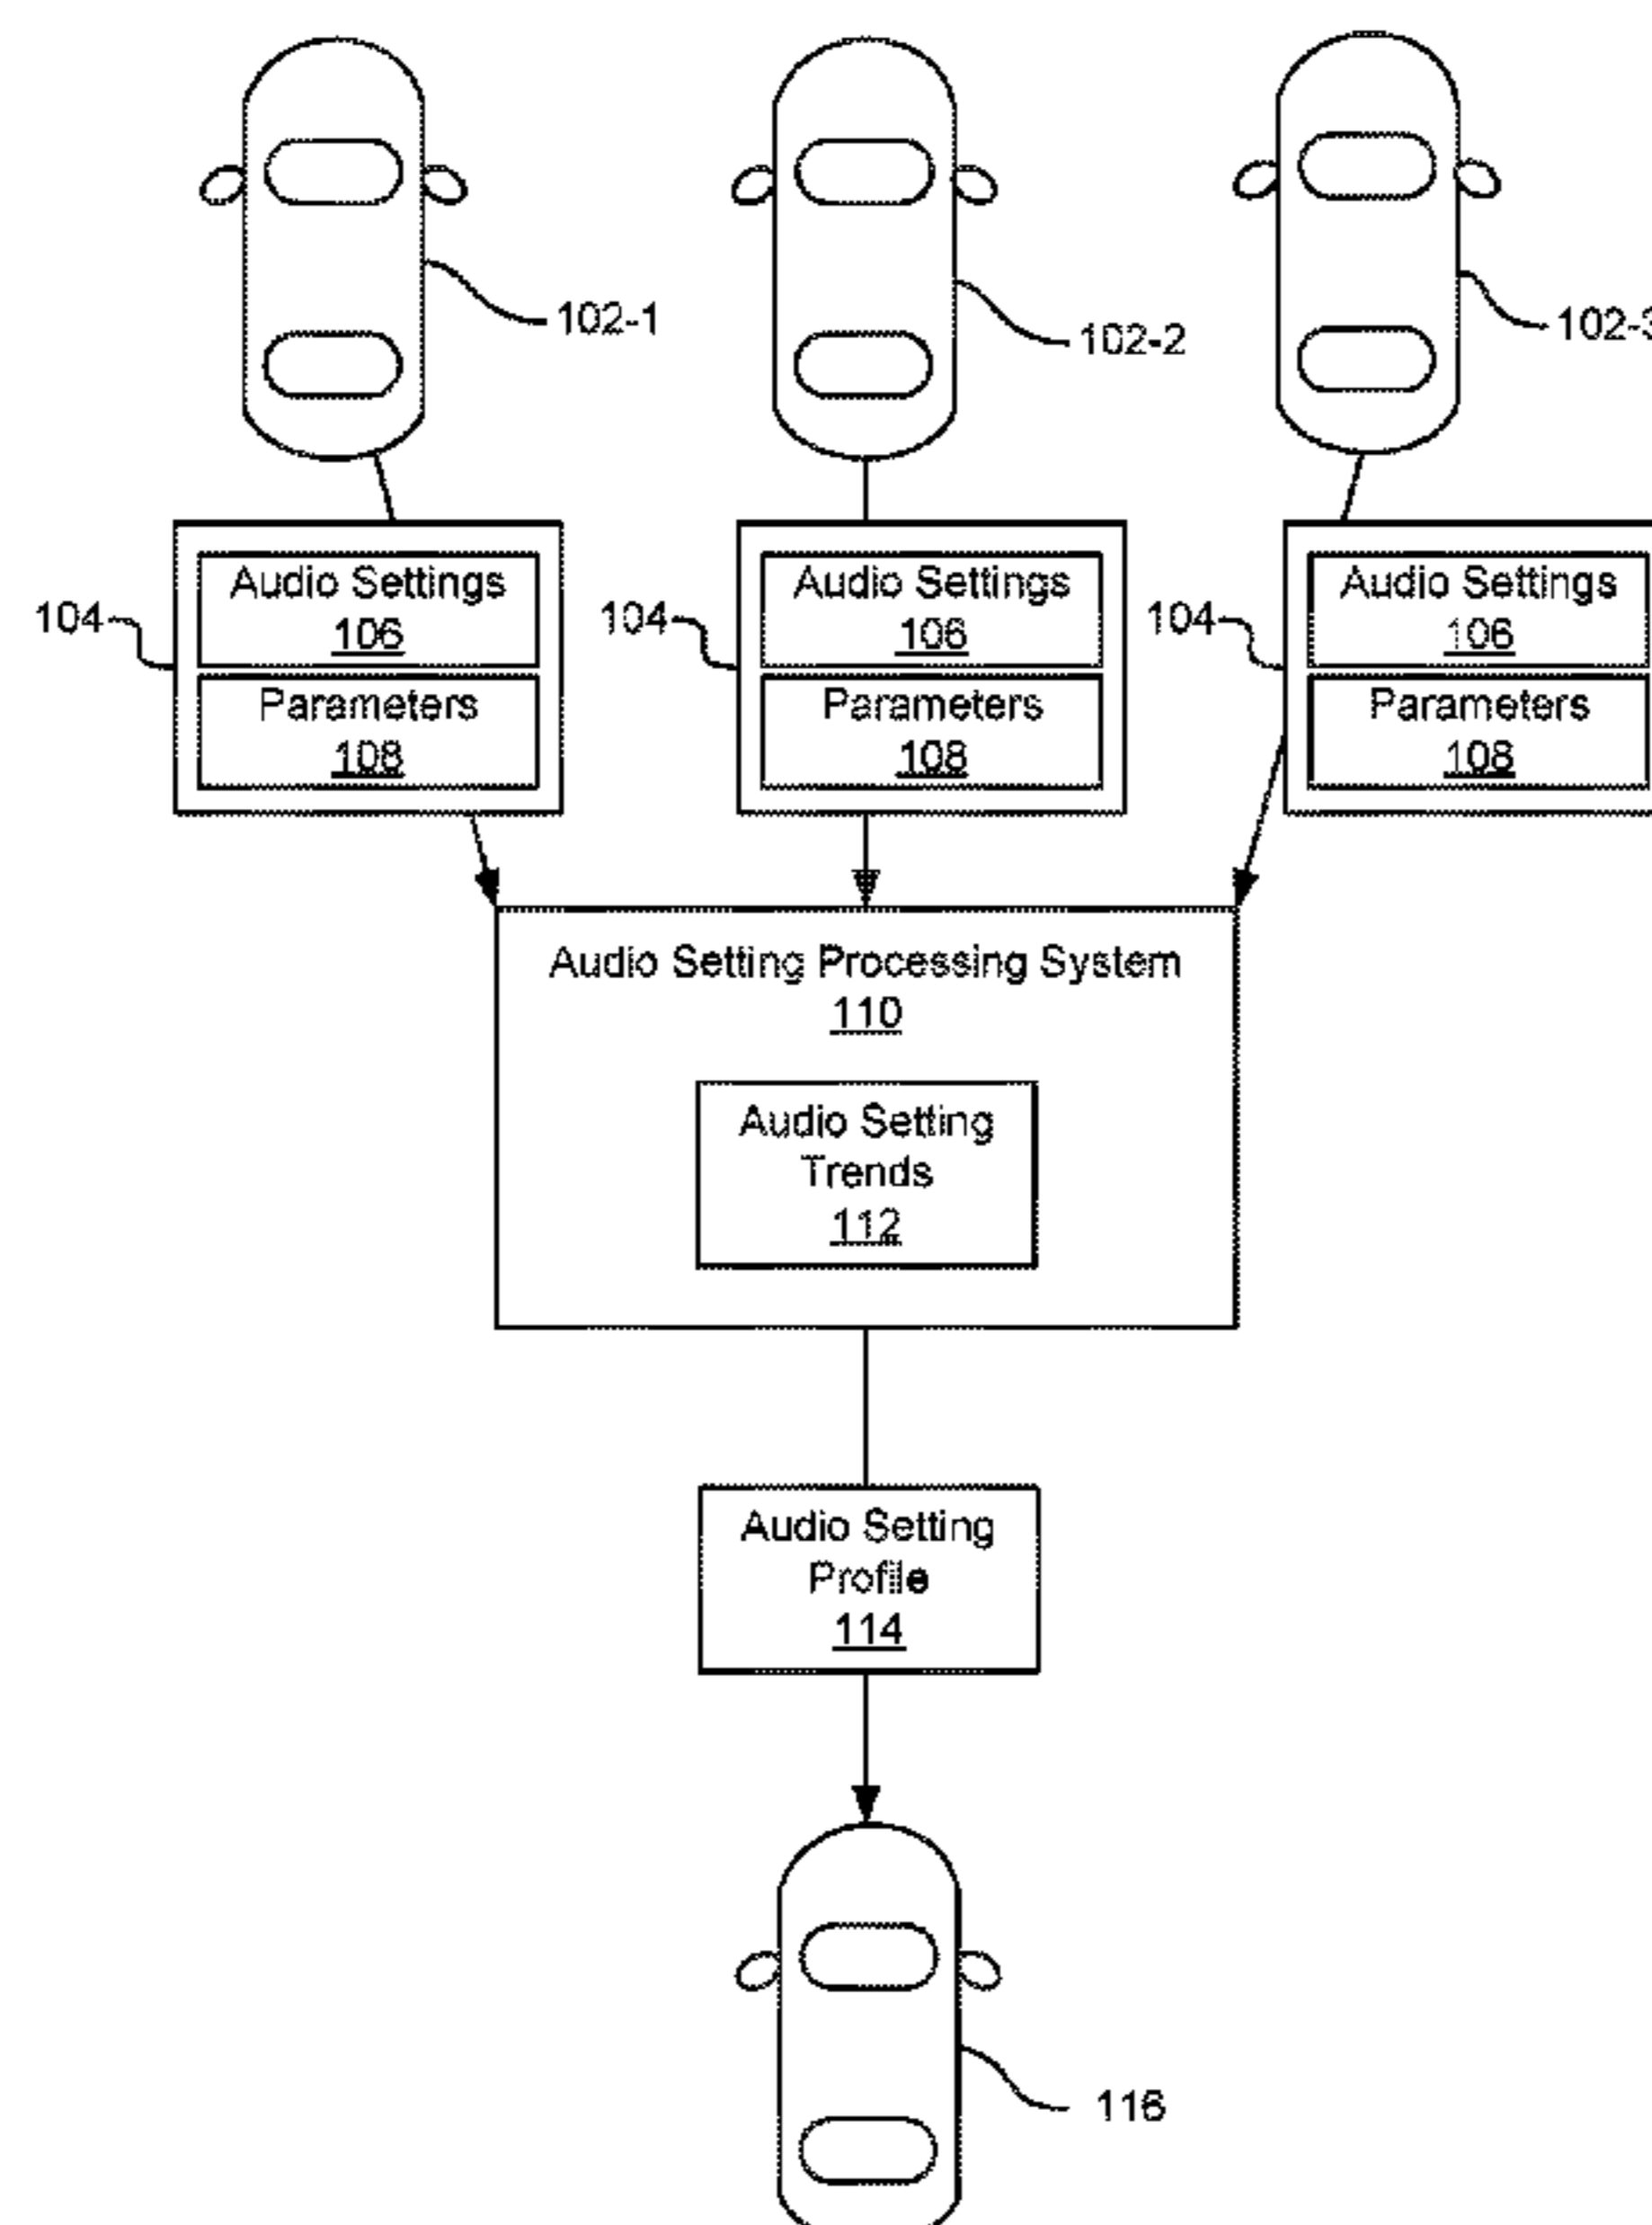 102-1
102-2
102-3
104
Audio Settings
106
Parameters
108
104
Audio Settings
106
Parameters
108
104
Audio Settings
106
Parameters
108
Audio Setting Processing System
110
Audio Setting
Trends
112
Audio Setting
Profile
114
116